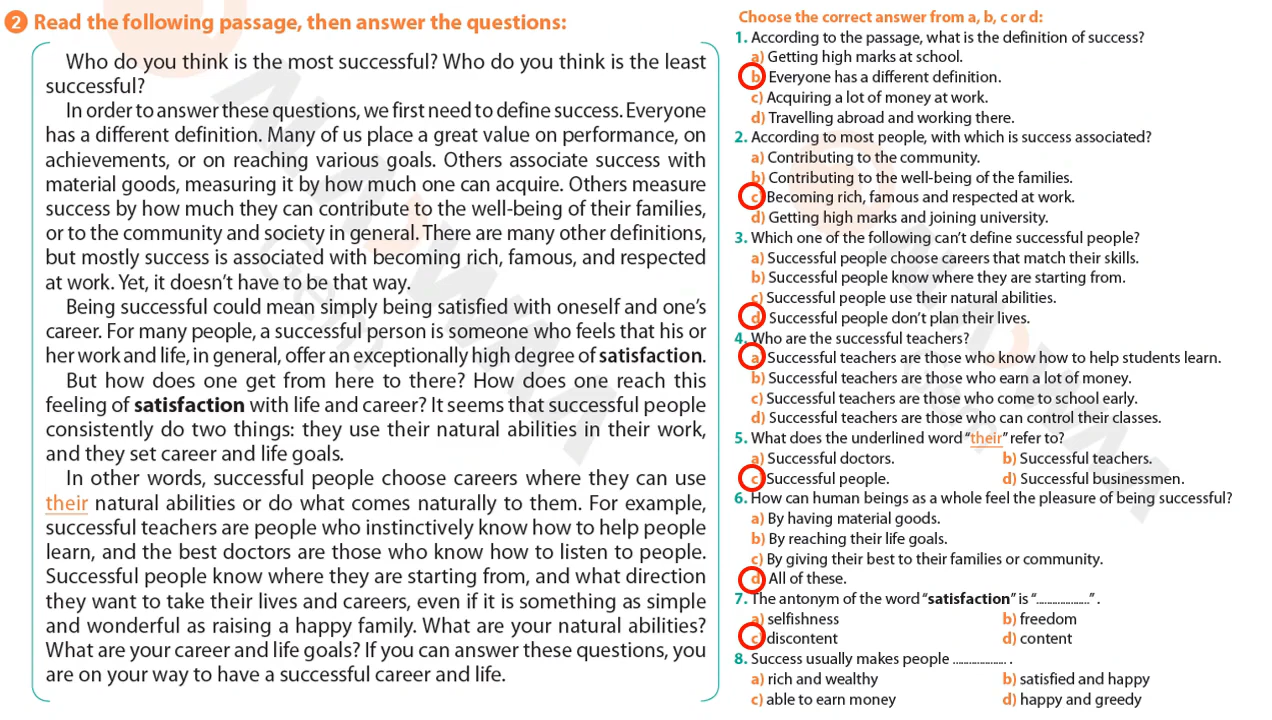 2 Read the following passage, then answer the questions:
Who do you think is the most successful? Who do you think is the least
successful?
In order to answer these questions, we first need to define success. Everyone
has a different definition. Many of us place a great value on performance, on
achievements, or on reaching various goals. Others associate success with
material goods, measuring it by how much one can acquire. Others measure
success by how much they can contribute to the well-being of their families,
or to the community and society in general. There are many other definitions,
but mostly success is associated with becoming rich, famous, and respected
at work. Yet, it doesn't have to be that way.
Being successful could mean simply being satisfied with oneself and one's
career. For many people, a successful person is someone who feels that his or
her work and life, in general, offer an exceptionally high degree of satisfaction.
But how does one get from here to there? How does one reach this
feeling of satisfaction with life and career? It seems that successful people
consistently do two things: they use their natural abilities in their work,
and they set career and life goals.
In other words, successful people choose careers where they can use
their natural abilities or do what comes naturally to them. For example,
successful teachers are people who instinctively know how to help people
learn, and the best doctors are those who know how to listen to people.
Successful people know where they are starting from, and what direction
they want to take their lives and careers, even if it is something as simple
and wonderful as raising a happy family. What are your natural abilities?
What are your career and life goals? If you can answer these questions, you
are on your way to have a successful career and life.
Choose the correct answer from a, b, c or d:
1. According to the passage, what is the definition of success?
a) Getting high marks at school.
b) Everyone has a different definition.
c) Acquiring a lot of money at work.
d) Travelling abroad and working there.
2. According to most people, with which is success associated?
a) Contributing to the community.
b) Contributing to the well-being of the families.
c) Becoming rich, famous and respected at work.
d) Getting high marks and joining university.
3. Which one of the following can't define successful people?
a) Successful people choose careers that match their skills.
b) Successful people know where they are starting from.
c) Successful people use their natural abilities.
d) Successful people don't plan their lives.
4. Who are the successful teachers?
a) Successful teachers are those who know how to help students learn.
b) Successful teachers are those who earn a lot of money.
c) Successful teachers are those who come to school early.
d) Successful teachers are those who can control their classes.
5. What does the underlined word "their" refer to?
a) Successful doctors. b) Successful teachers.
c) Successful people. d) Successful businessmen.
6. How can human beings as a whole feel the pleasure of being successful?
a) By having material goods.
b) By reaching their life goals.
c) By giving their best to their families or community.
d) All of these.
7. The antonym of the word "satisfaction" is "....................." .
a) selfishness b) freedom
c) discontent d) content
8. Success usually makes people ..................... .
a) rich and wealthy b) satisfied and happy
c) able to earn money d) happy and greedy